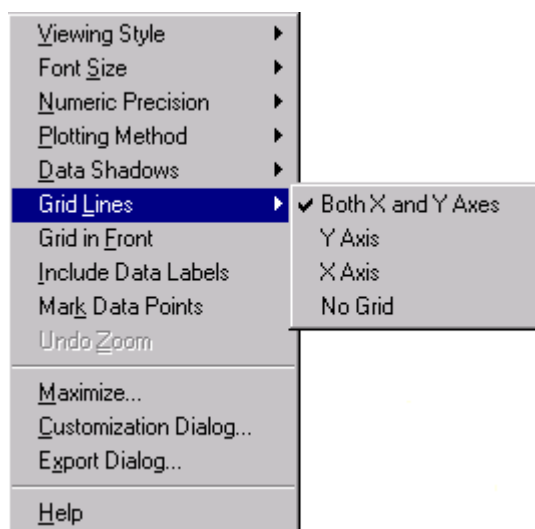 Viewing Style
Font Size
Numeric Precision
Plotting Method
Data Shadows
Grid Lines
Grid in Front
Include Data Labels
Mark Data Points
Undo Zoom
Maximize...
Customization Dialog...
Export Dialog...
Help
Both X and Y Axes
Y Axis
X Axis
No Grid